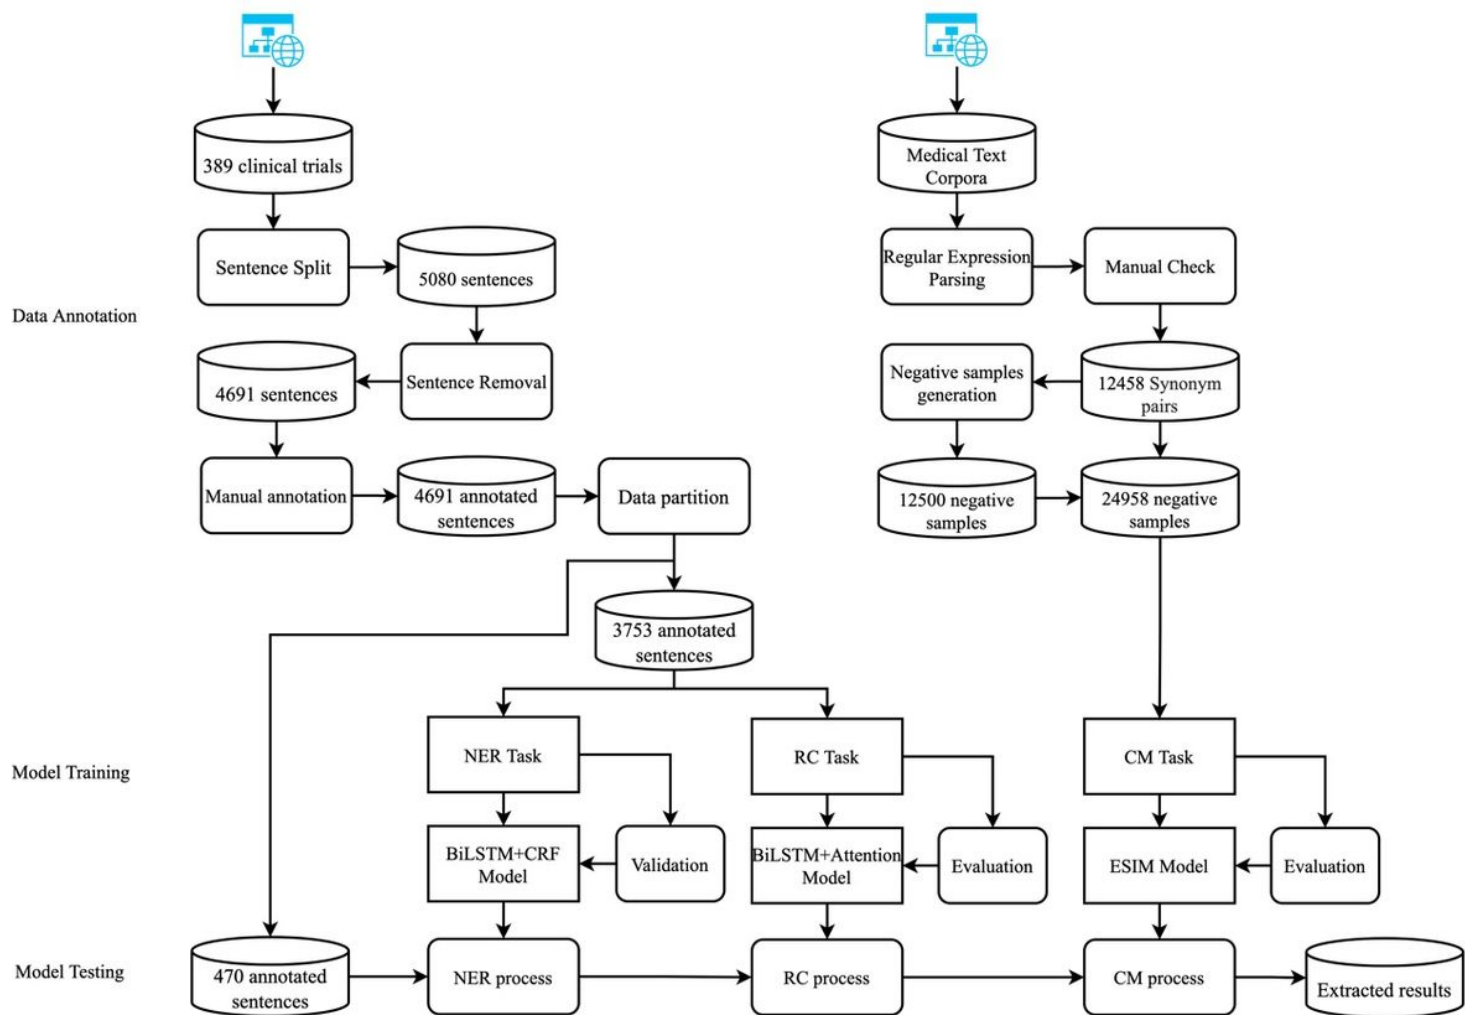 389 clinical trials
Medical Text
Corpora
Sentence Split
5080 sentences
Regular Expression
Parsing
Manual Check
Data Annotation
4691 sentences
Sentence Removal
Negative samples
generation
12458 Synonym
pairs
Manual annotation
4691 annotated
sentences
Data partition
12500 negative
samples
24958 negative
samples
3753 annotated
sentences
Model Training
NER Task
RC Task
CM Task
BiLSTM+CRF
Model
Validation
BiLSTM+Attention
Model
Evaluation
ESIM Model
Evaluation
Model Testing
470 annotated
sentences
NER process
RC process
CM process
Extracted results